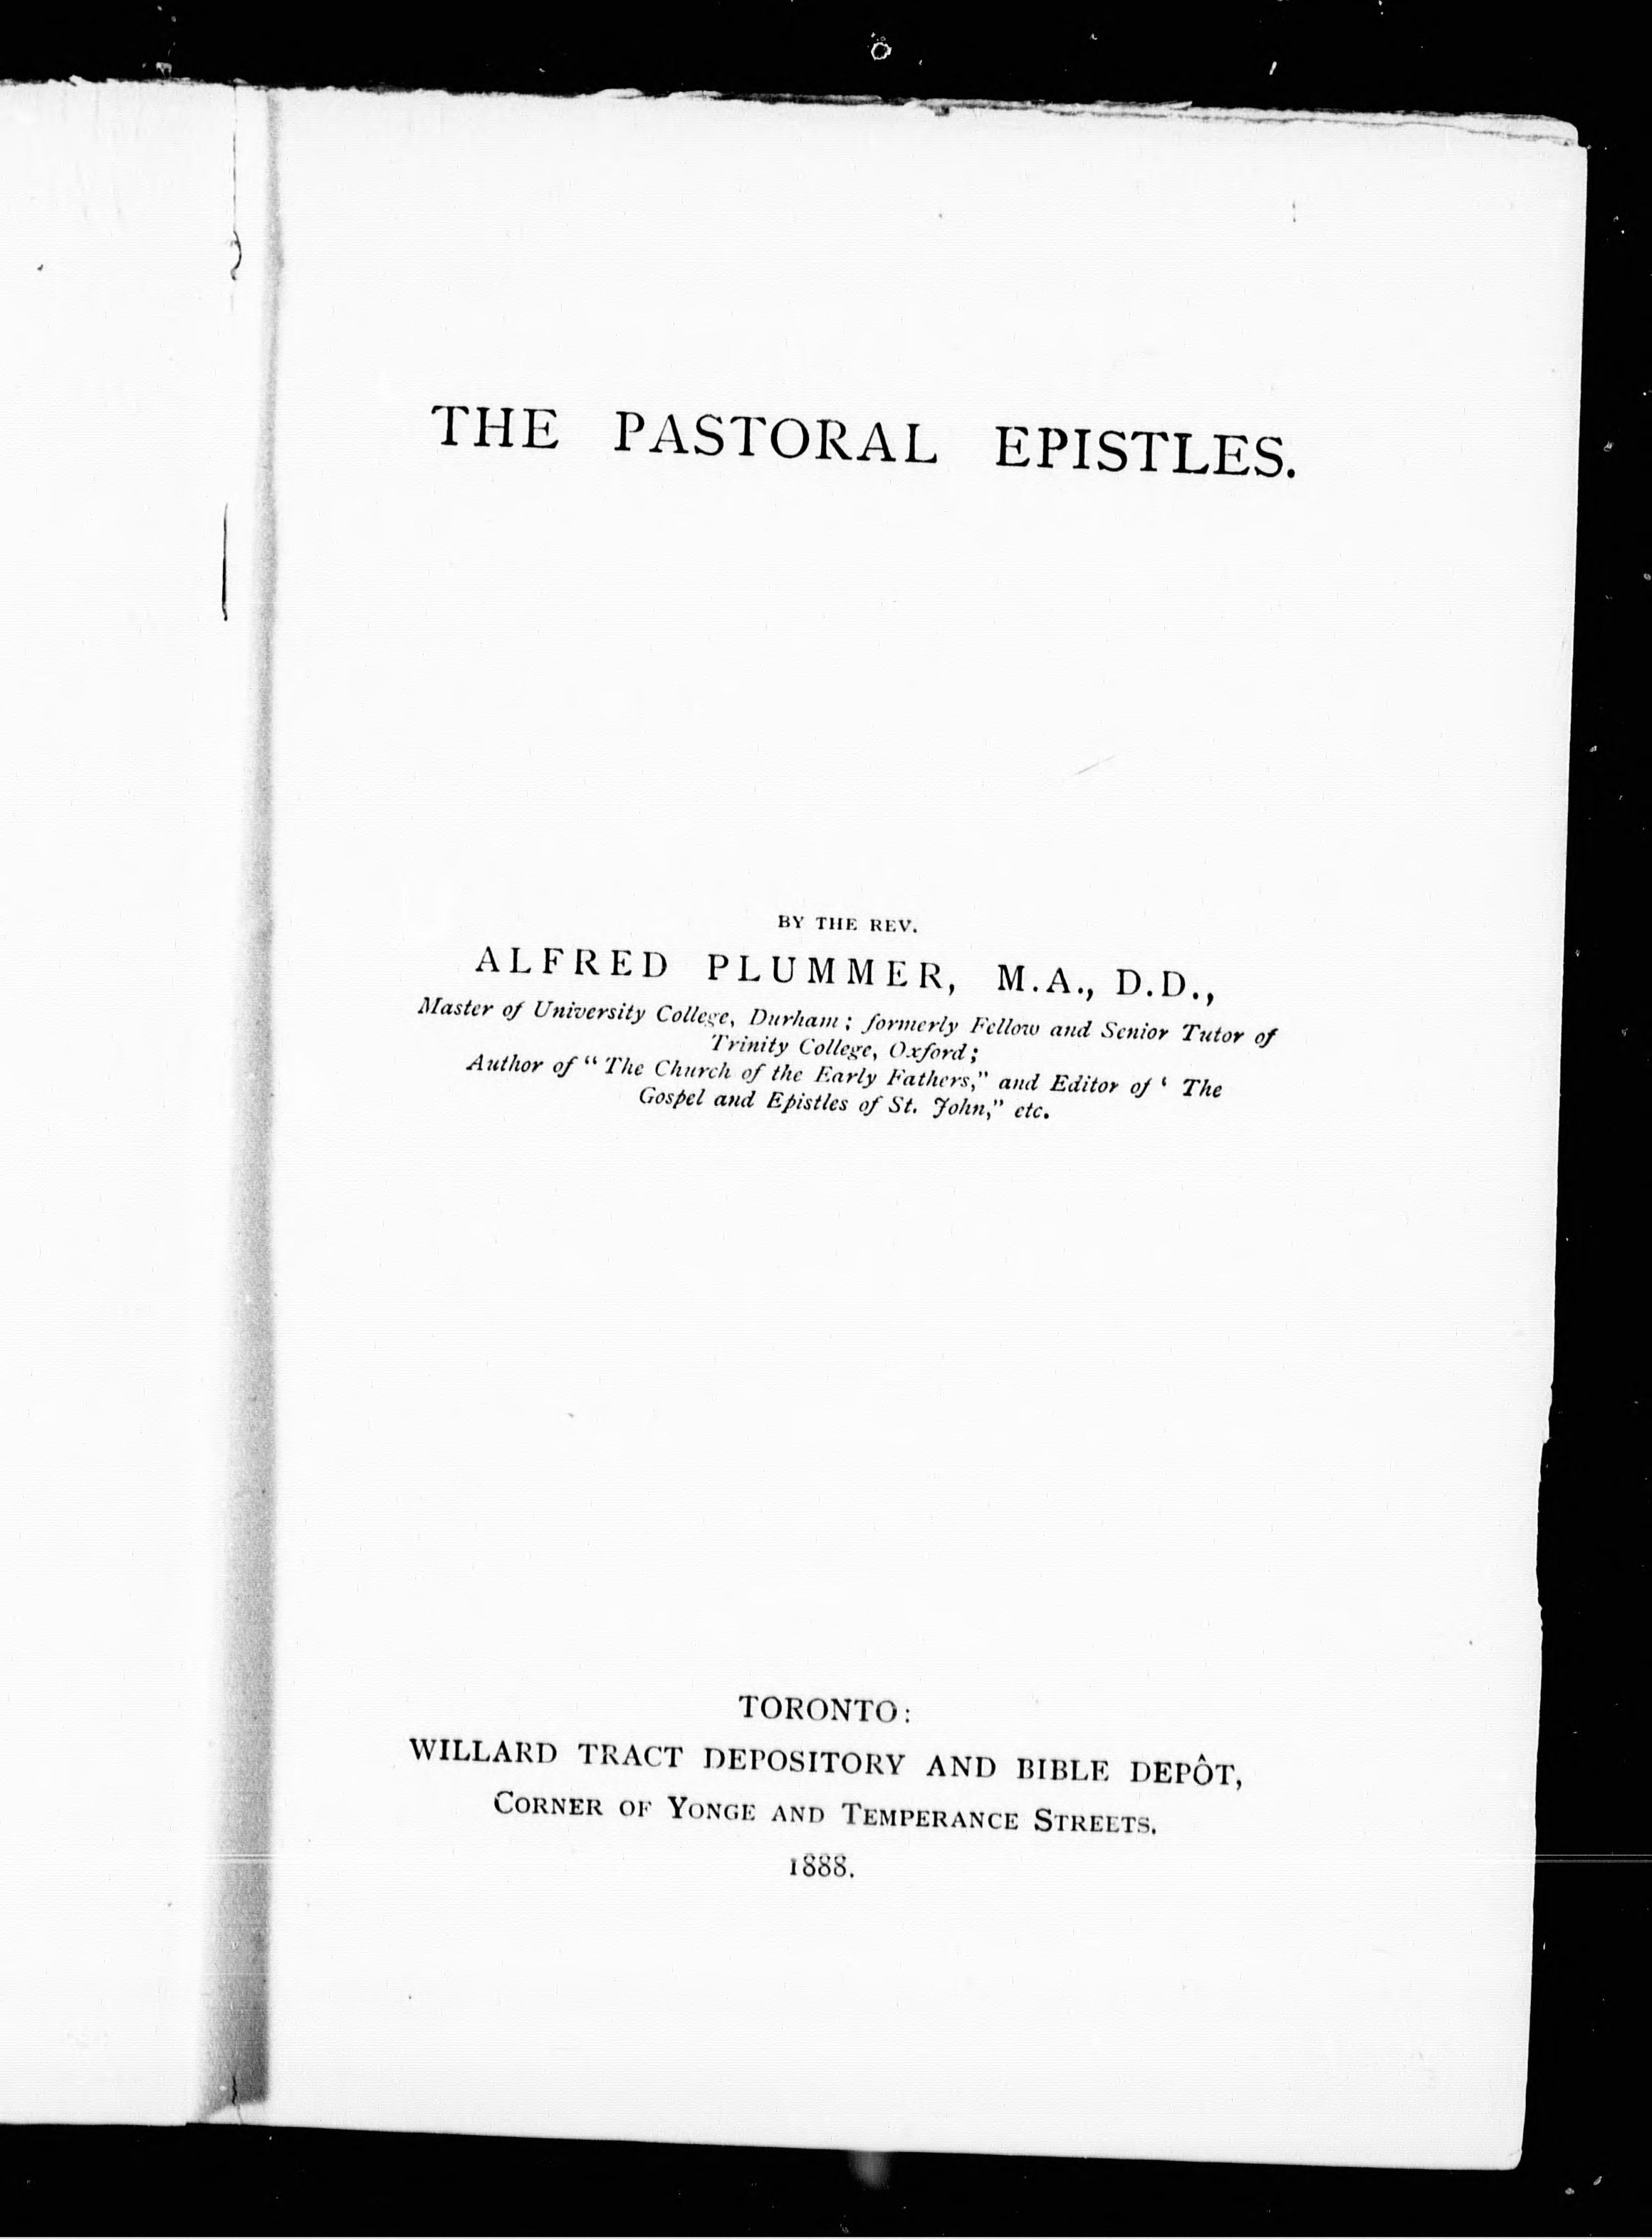 THE PASTORAL EPISTLES.
BY THE REV.
ALFRED PLUMMER, M.A., D.D.,
Master of University College, Durham; formerly Fellow and Senior Tutor of
Trinity College, Oxford;
Author of “The Church of the Early Fathers,” and Editor of ‘ The
Gospel and Epistles of St. John,” etc.
TORONTO:
WILLARD TRACT DEPOSITORY AND BIBLE DEPÔT,
CORNER OF YONGE AND TEMPERANCE STREETS.
1888.